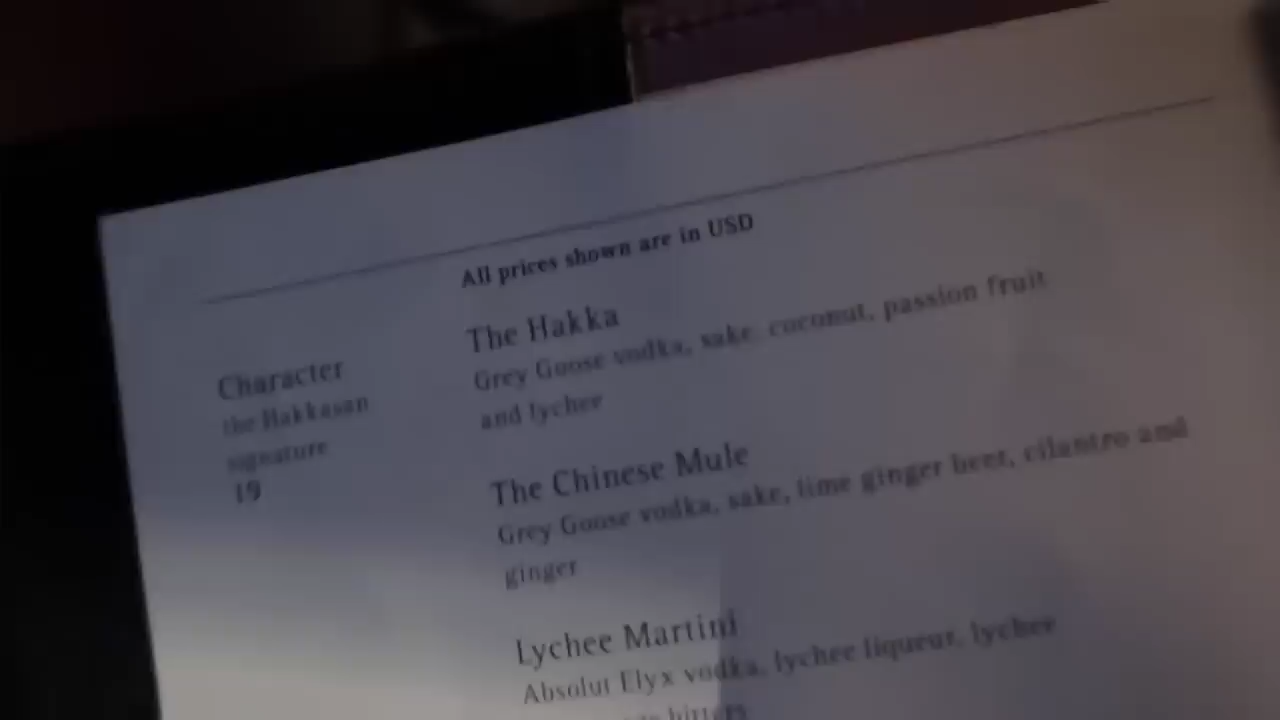 All prices shown are in USD
Character
the Hakkasan
signature
19
The Hakka
Grey Goose vodka, sake, coconut, passion fruit
and lychee
The Chinese Mule
Grey Goose vodka, sake, lime ginger beer, cilantro and
ginger
Lychee Martini
Absolut Elyx vodka, lychee liqueur, lychee
bitters